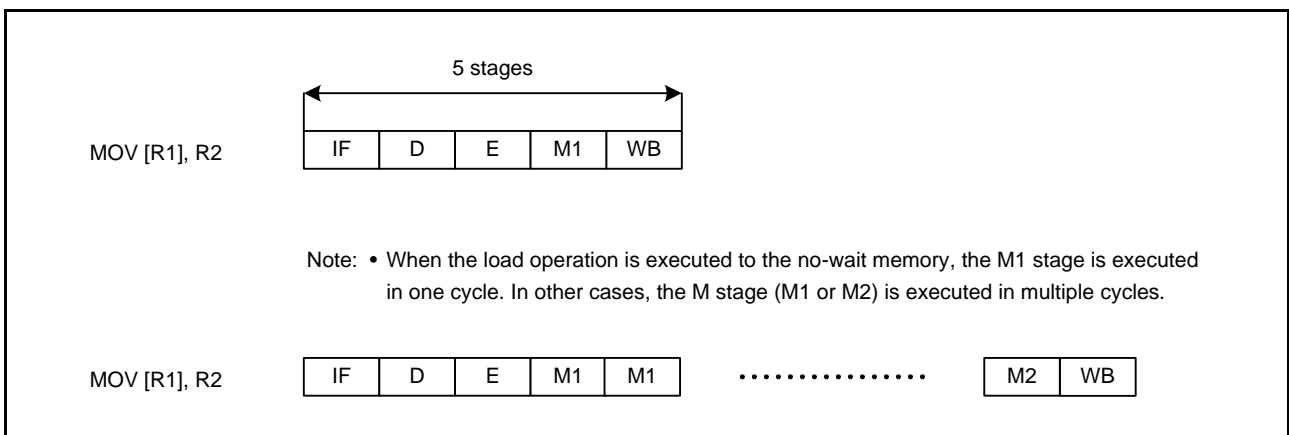 5 stages
MOV [R1], R2 IF D E M1 WB
Note: • When the load operation is executed to the no-wait memory, the M1 stage is executed
in one cycle. In other cases, the M stage (M1 or M2) is executed in multiple cycles.
MOV [R1], R2 IF D E M1 M1 ················ M2 WB